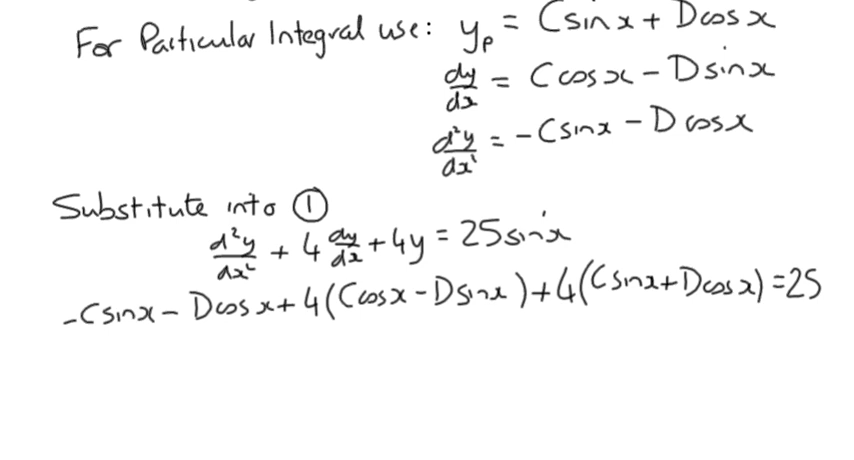 For Particular Integral use: yₚ = Csinx + Dcosx
dy/dx = Ccosx − Dsinx
d²y/dx² = −Csinx − Dcosx
Substitute into ①
d²y/dx² + 4 dy/dx + 4y = 25sinx
−Csinx − Dcosx + 4(Ccosx − Dsinx) + 4(Csinx + Dcosx) = 25